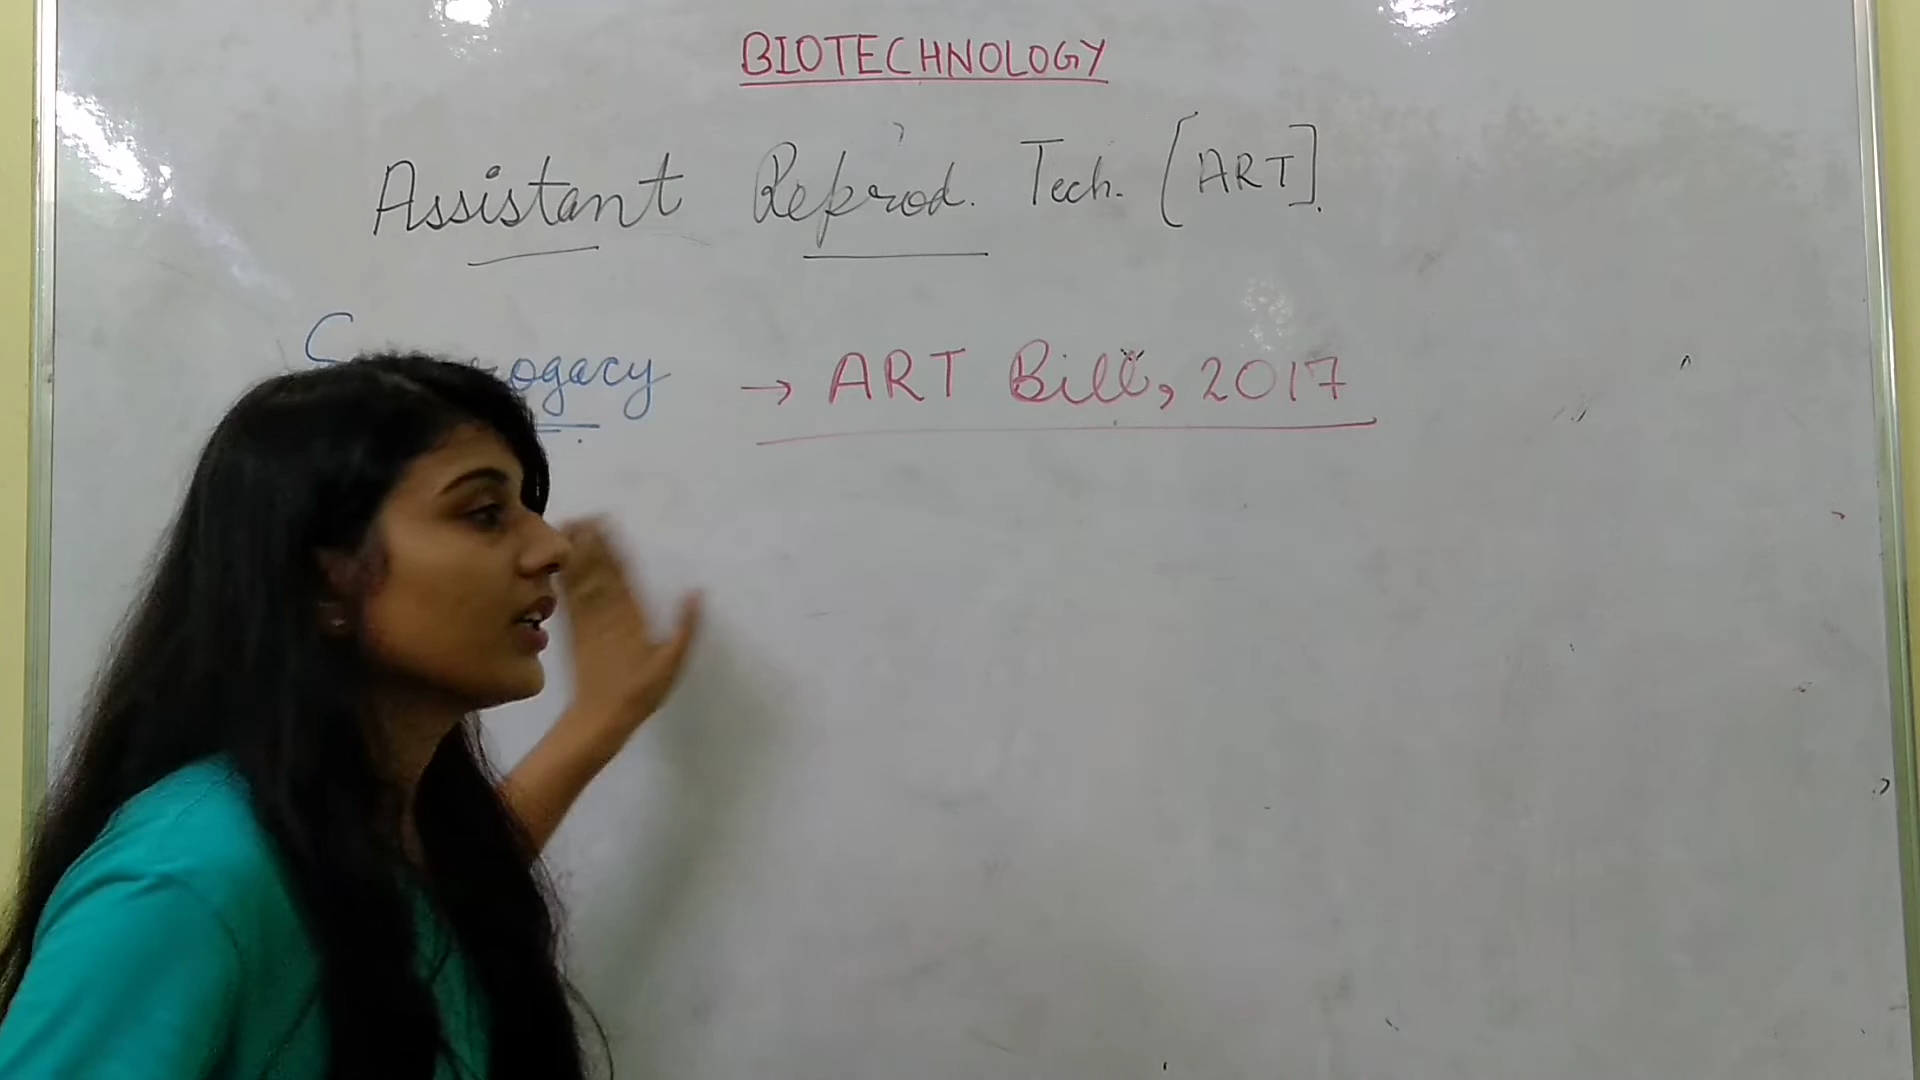 BIOTECHNOLOGY
Assistant Reprod. Tech. [ART].
→ ART Bill, 2017